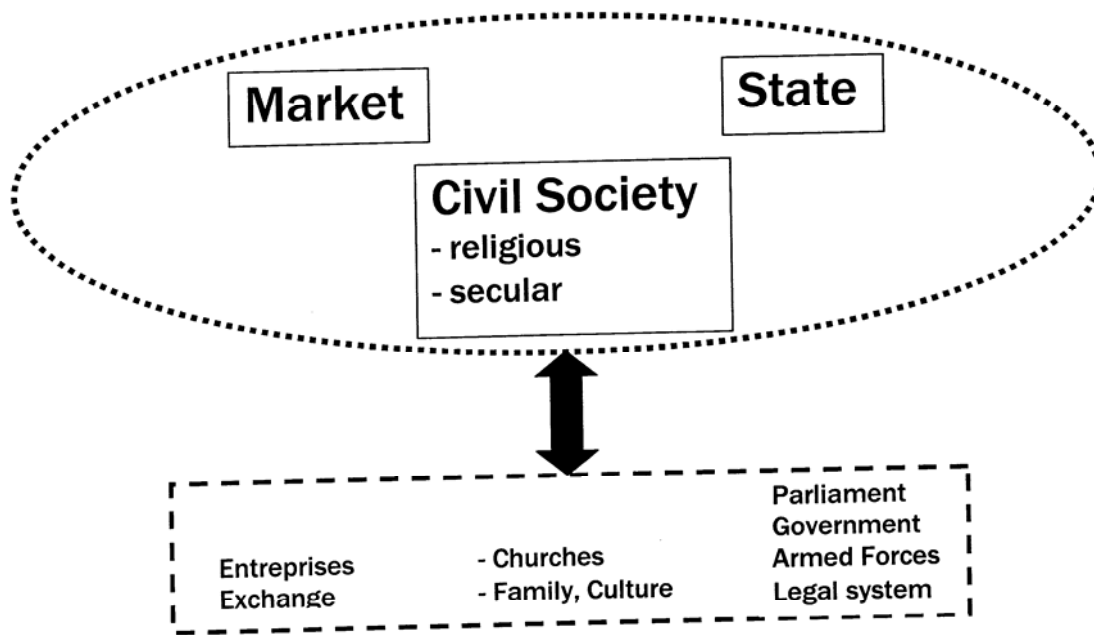 Market
State
Civil Society
- religious
- secular
Entreprises
Exchange
- Churches
- Family, Culture
Parliament
Government
Armed Forces
Legal system